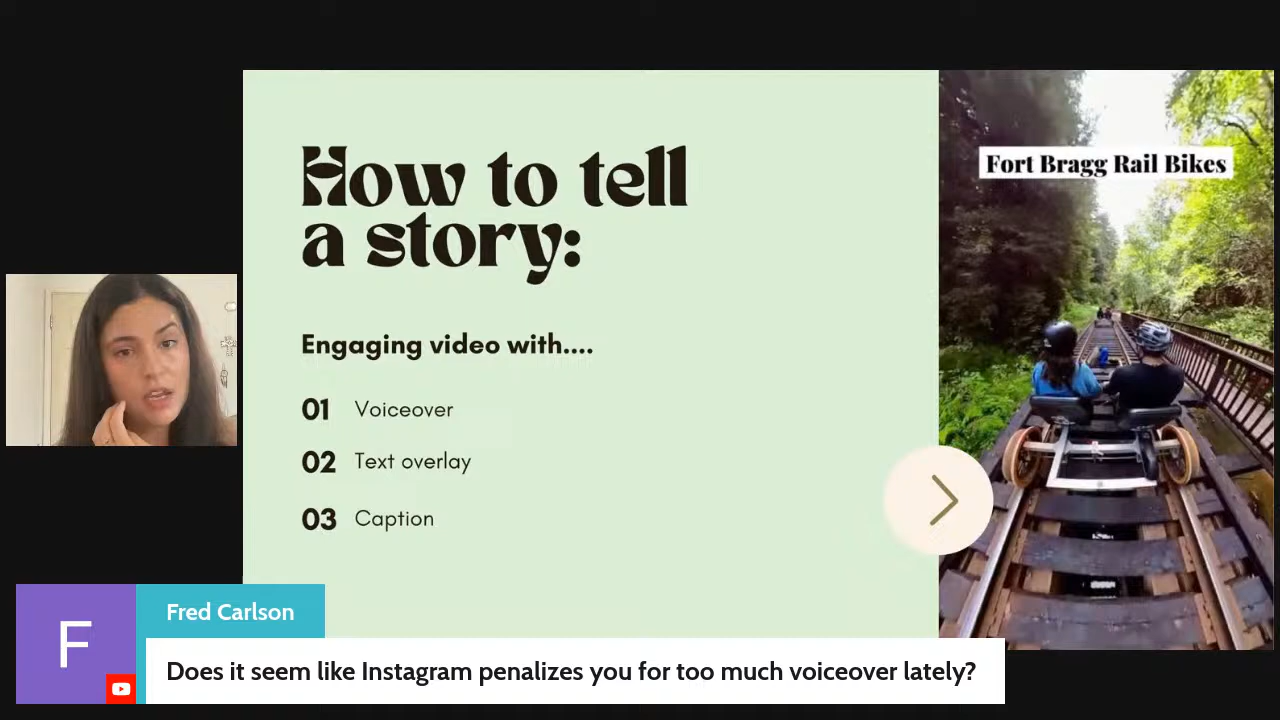 How to tell
a story:
Engaging video with....
01 Voiceover
02 Text overlay
03 Caption
Fort Bragg Rail Bikes
F
Fred Carlson
Does it seem like Instagram penalizes you for too much voiceover lately?